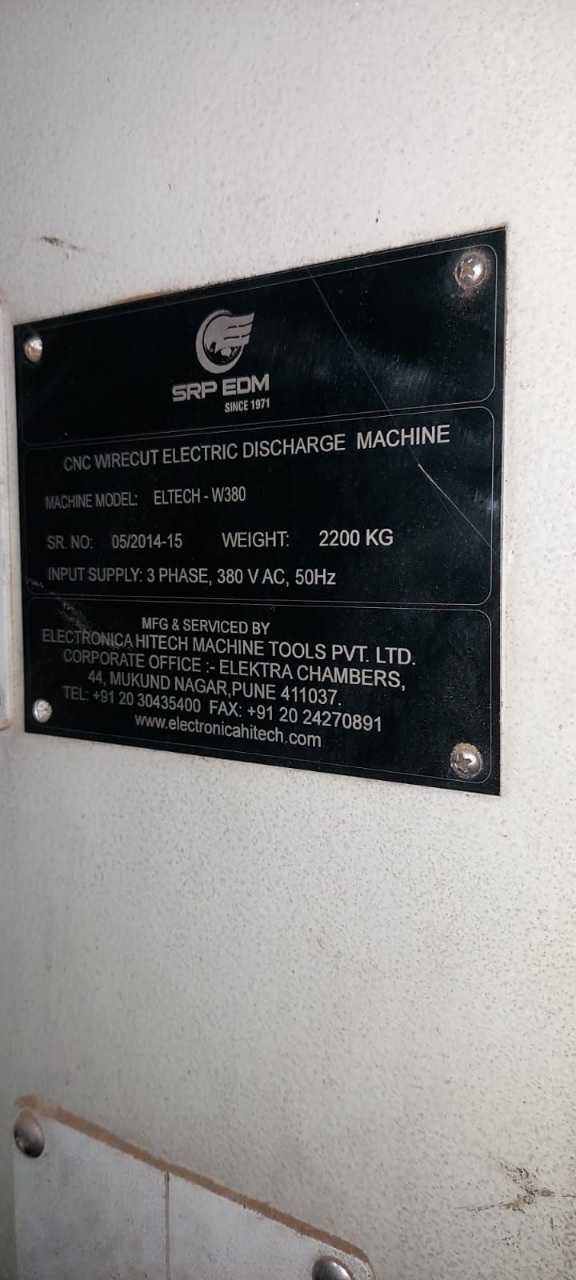 SRP EDM
SINCE 1971
CNC WIRECUT ELECTRIC DISCHARGE MACHINE
MACHINE MODEL: ELTECH - W380
SR. NO: 05/2014-15 WEIGHT: 2200 KG
INPUT SUPPLY: 3 PHASE, 380 V AC, 50Hz
MFG & SERVICED BY
ELECTRONICA HITECH MACHINE TOOLS PVT. LTD.
CORPORATE OFFICE :- ELEKTRA CHAMBERS,
44, MUKUND NAGAR,PUNE 411037.
TEL: +91 20 30435400 FAX: +91 20 24270891
www.electronicahitech.com